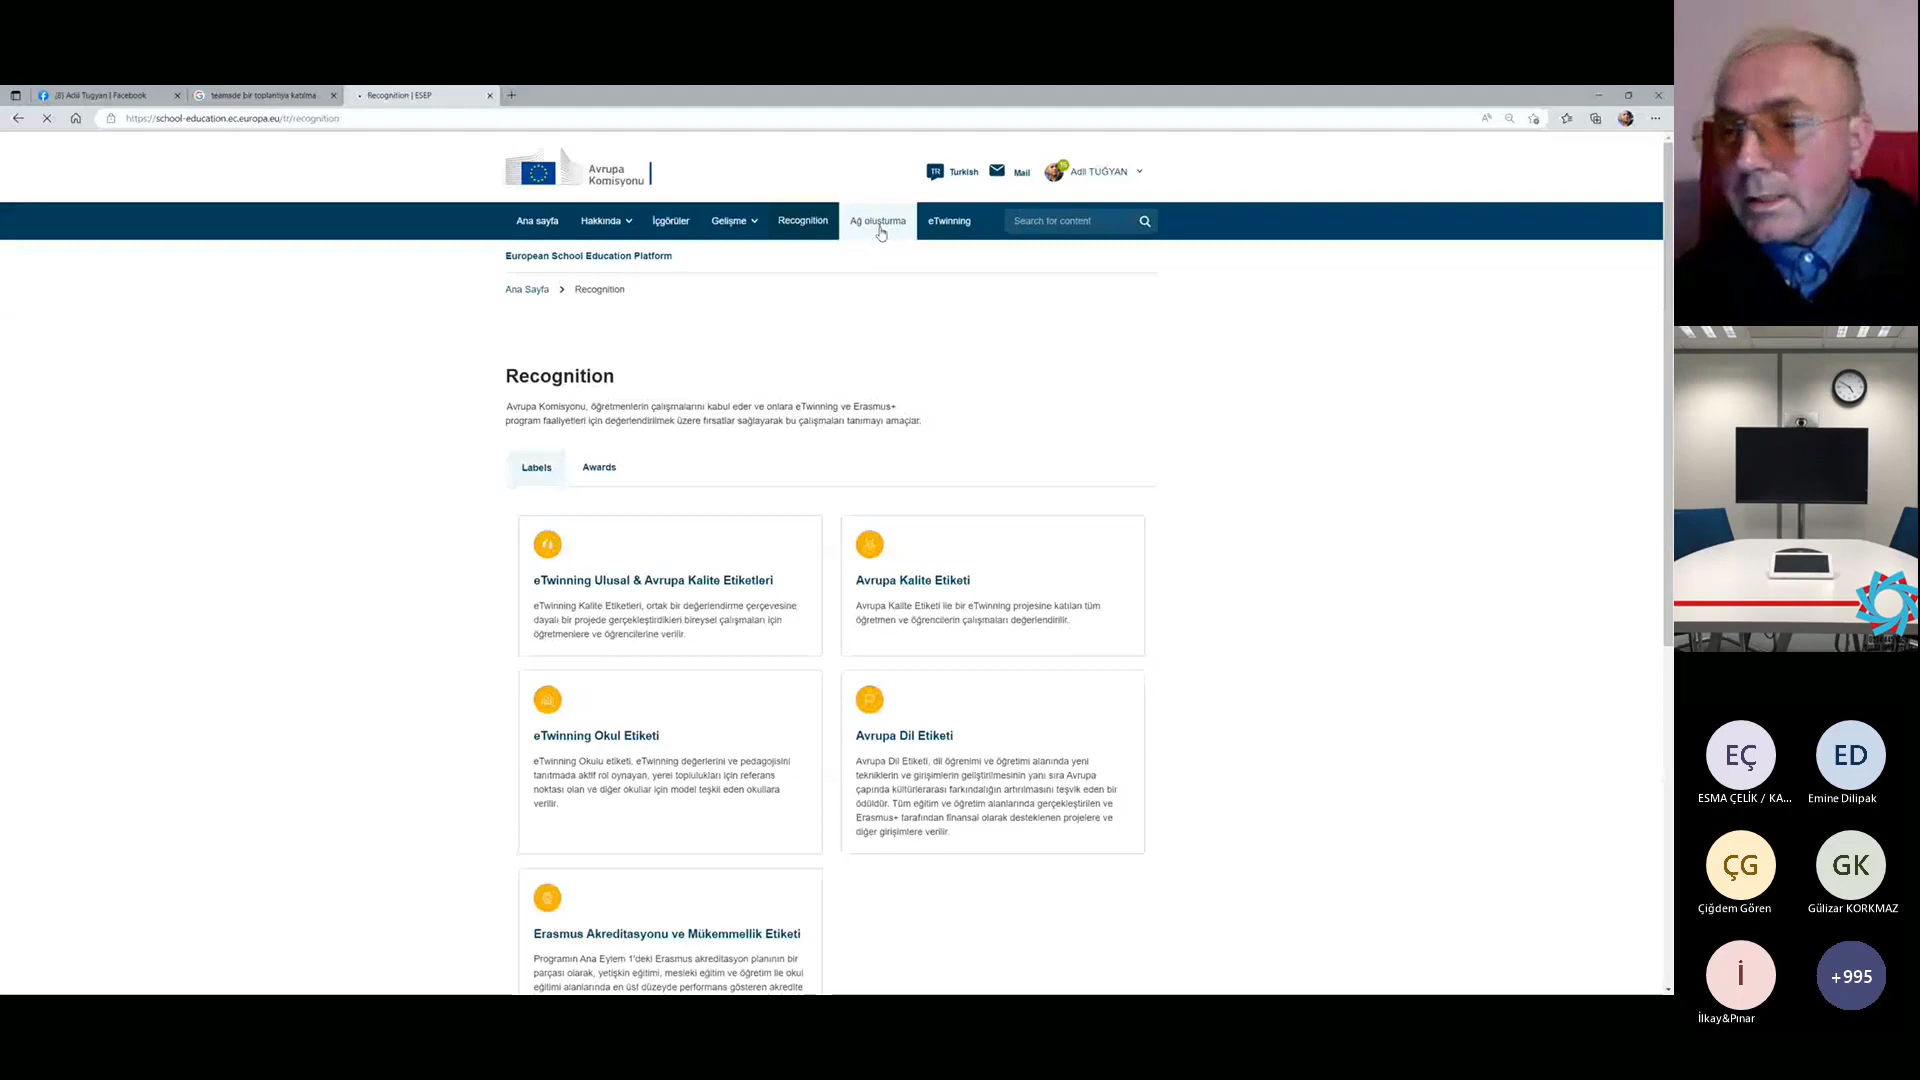 (8) Adil Tuğyan | Facebook
teamsde bir toplantıya katılma
Recognition | ESEP
https://school-education.ec.europa.eu/tr/recognition
Avrupa
Komisyonu
TR
Turkish
Mail
Adil TUĞYAN
Ana sayfa
Hakkında
İçgörüler
Gelişme
Recognition
Ağ oluşturma
eTwinning
Search for content
European School Education Platform
Ana Sayfa
Recognition
Recognition
Avrupa Komisyonu, öğretmenlerin çalışmalarını kabul eder ve onlara eTwinning ve Erasmus+
program faaliyetleri için değerlendirilmek üzere fırsatlar sağlayarak bu çalışmaları tanımayı amaçlar.
Labels
Awards
eTwinning Ulusal & Avrupa Kalite Etiketleri
eTwinning Kalite Etiketleri, ortak bir değerlendirme çerçevesine
dayalı bir projede gerçekleştirdikleri bireysel çalışmaları için
öğretmenlere ve öğrencilerine verilir.
Avrupa Kalite Etiketi
Avrupa Kalite Etiketi ile bir eTwinning projesine katılan tüm
öğretmen ve öğrencilerin çalışmaları değerlendirilir.
eTwinning Okul Etiketi
eTwinning Okulu etiketi, eTwinning değerlerini ve pedagojisini
tanıtmada aktif rol oynayan, yerel toplulukları için referans
noktası olan ve diğer okullar için model teşkil eden okullara
verilir.
Avrupa Dil Etiketi
Avrupa Dil Etiketi, dil öğrenimi ve öğretimi alanında yeni
tekniklerin ve girişimlerin geliştirilmesinin yanı sıra Avrupa
çapında kültürlerarası farkındalığın artırılmasını teşvik eden bir
ödüldür. Tüm eğitim ve öğretim alanlarında gerçekleştirilen ve
Erasmus+ tarafından finansal olarak desteklenen projelere ve
diğer girişimlere verilir.
Erasmus Akreditasyonu ve Mükemmellik Etiketi
Programın Ana Eylem 1'deki Erasmus akreditasyon planının bir
parçası olarak, yetişkin eğitimi, mesleki eğitim ve öğretim ile okul
eğitimi alanlarında en üst düzeyde performans gösteren akredite
EÇ
ED
ESMA ÇELİK / KA...
Emine Dilipak
ÇG
GK
Çiğdem Gören
Gülizar KORKMAZ
İ
+995
İlkay&Pınar